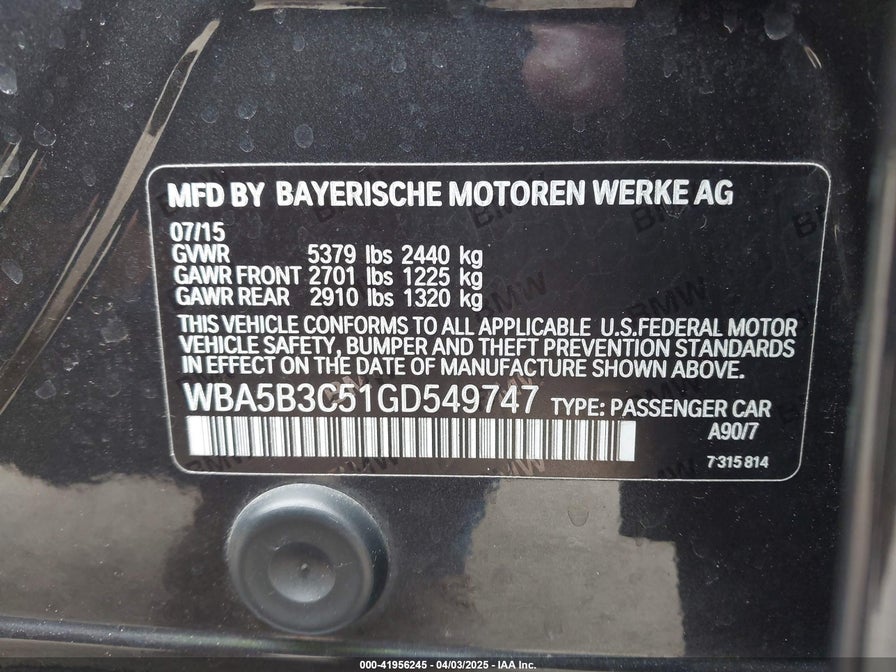 MFD BY BAYERISCHE MOTOREN WERKE AG
07/15
GVWR 5379 lbs 2440 kg
GAWR FRONT 2701 lbs 1225 kg
GAWR REAR 2910 lbs 1320 kg
THIS VEHICLE CONFORMS TO ALL APPLICABLE U.S.FEDERAL MOTOR
VEHICLE SAFETY, BUMPER AND THEFT PREVENTION STANDARDS
IN EFFECT ON THE DATE OF MANUFACTURE SHOWN ABOVE.
WBA5B3C51GD549747 TYPE: PASSENGER CAR
A90/7
7315814
000-41956245 - 04/03/2025 - IAA Inc.